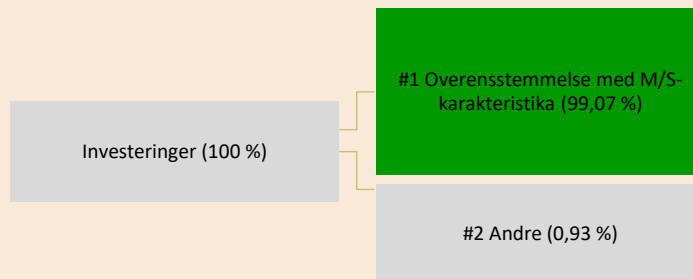 #1 Overensstemmelse med M/S-
karakteristika (99,07 %)
Investeringer (100 %)
#2 Andre (0,93 %)